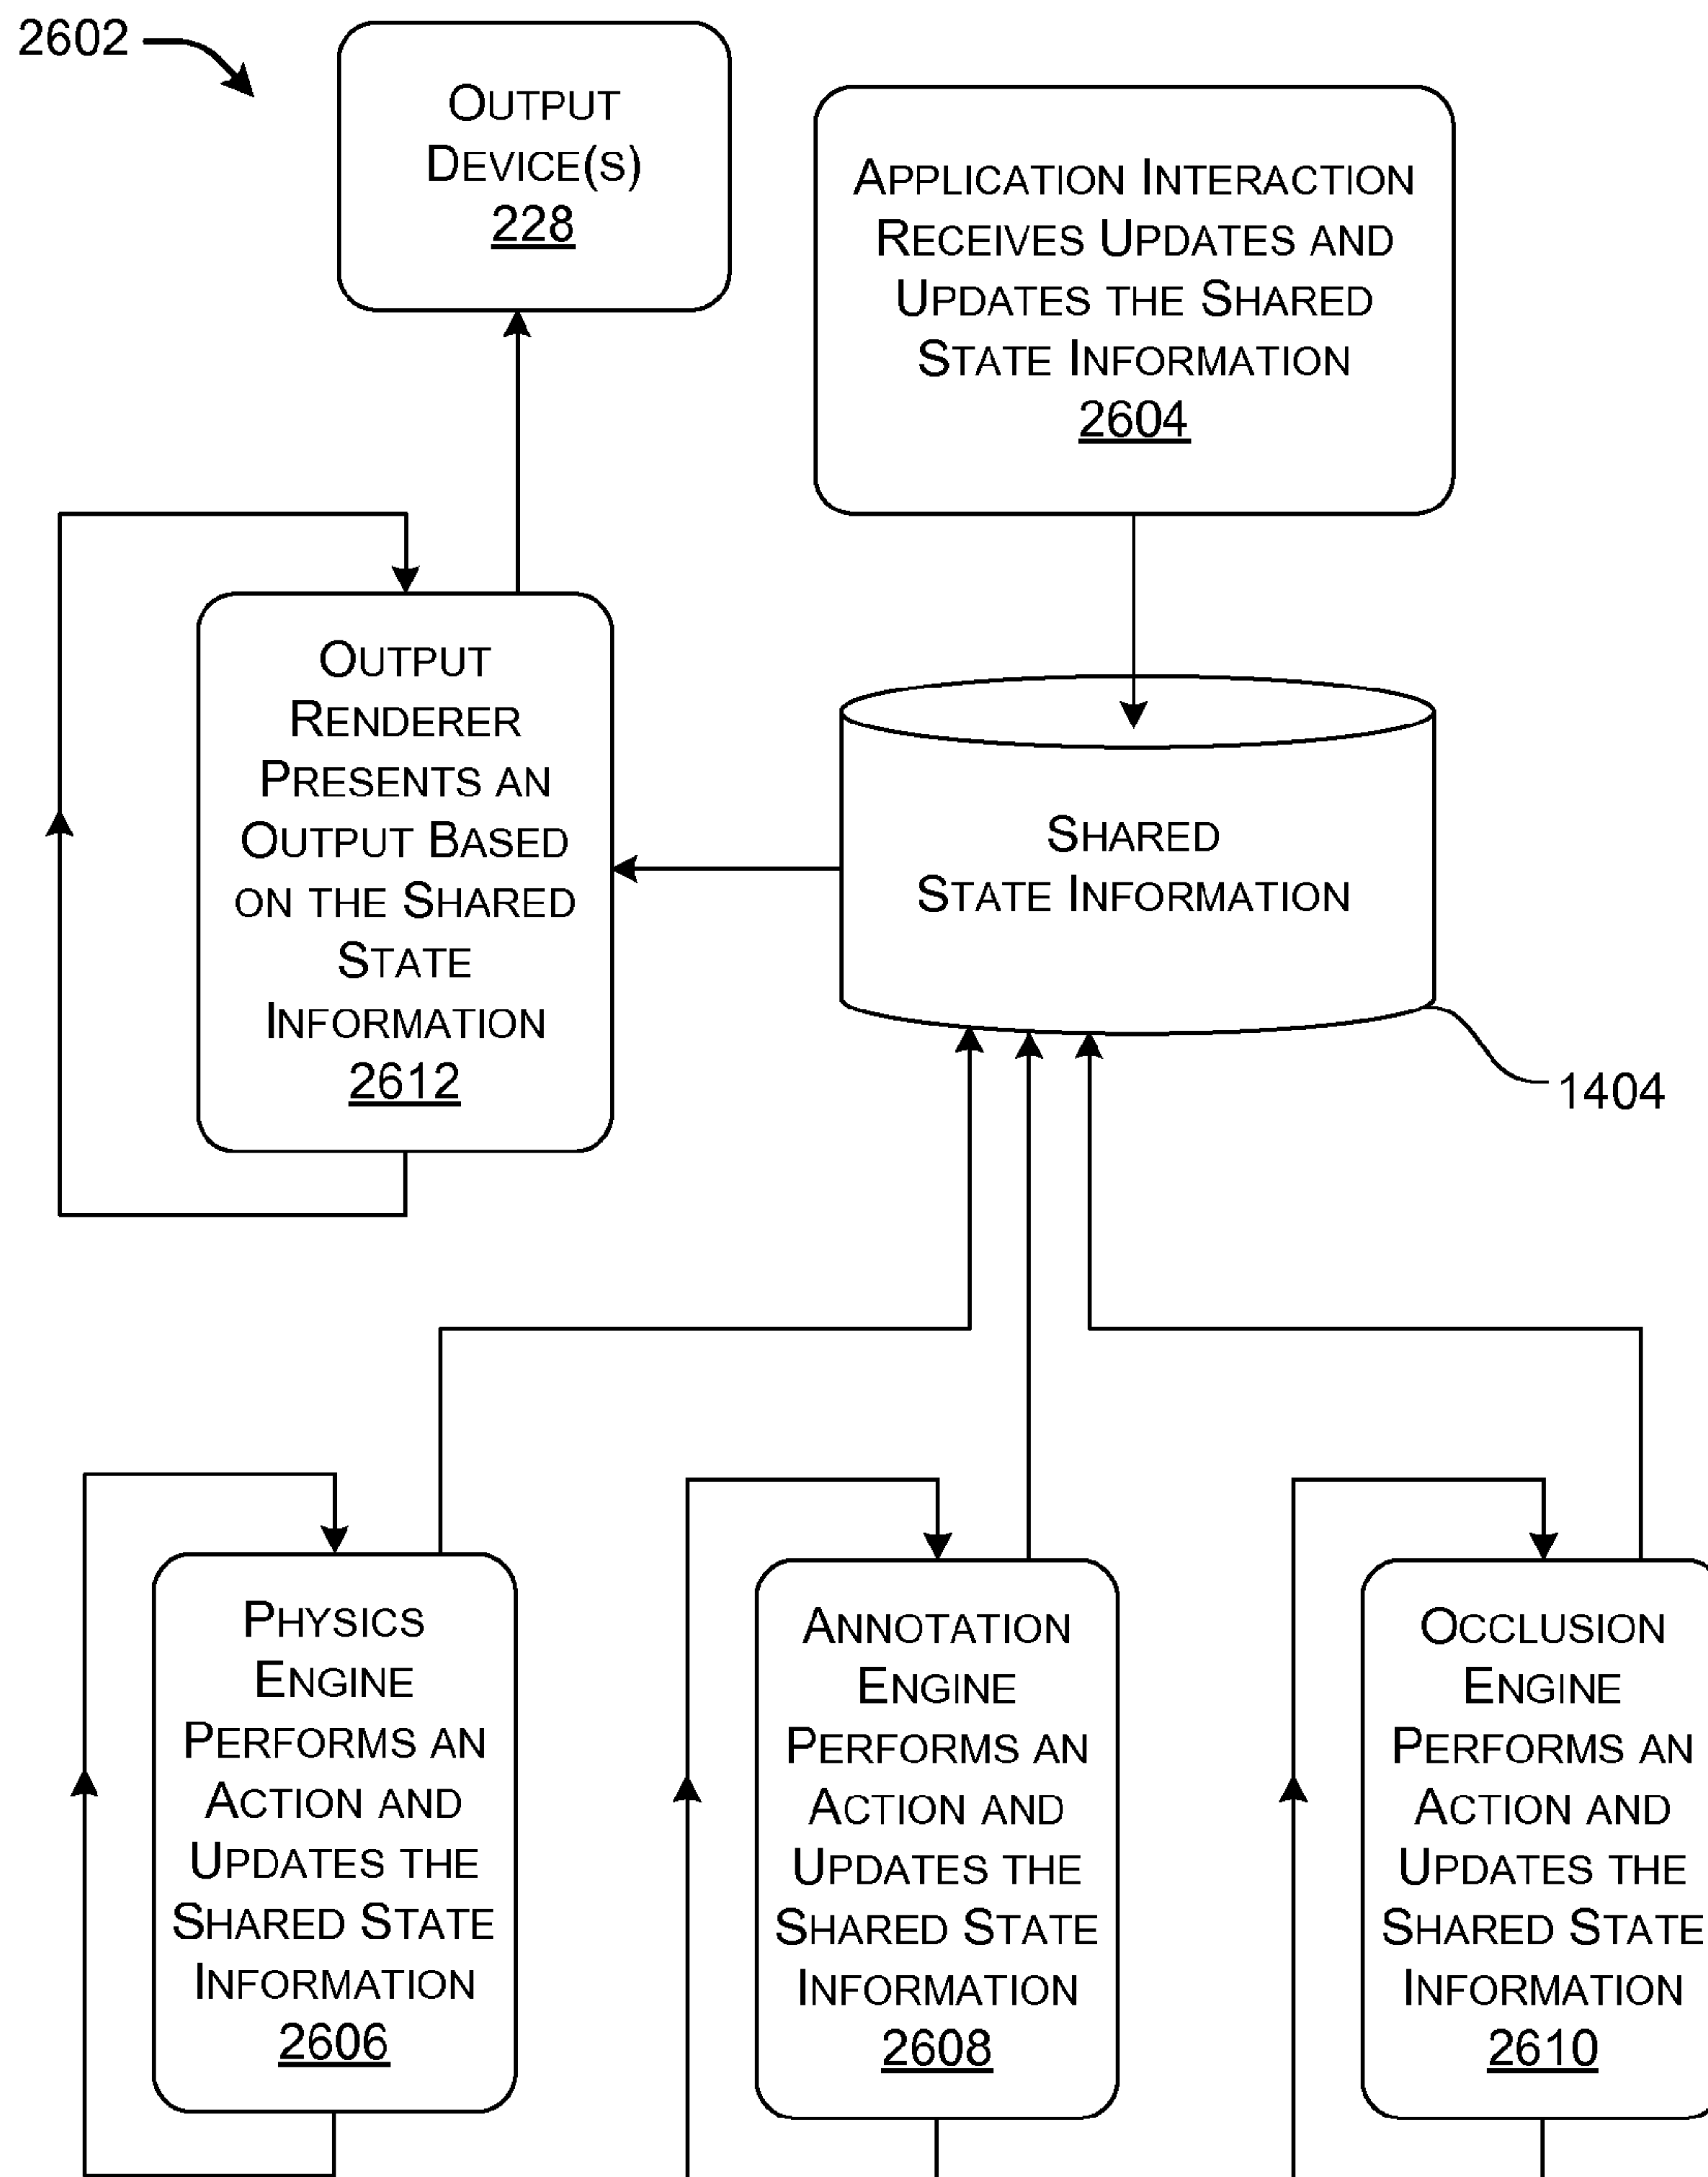 2602
OUTPUT
DEVICE(S)
228
APPLICATION INTERACTION
RECEIVES UPDATES AND
UPDATES THE SHARED
STATE INFORMATION
2604
OUTPUT
RENDERER
PRESENTS AN
OUTPUT BASED
ON THE SHARED
STATE
INFORMATION
2612
SHARED
STATE INFORMATION
1404
PHYSICS
ENGINE
PERFORMS AN
ACTION AND
UPDATES THE
SHARED STATE
INFORMATION
2606
ANNOTATION
ENGINE
PERFORMS AN
ACTION AND
UPDATES THE
SHARED STATE
INFORMATION
2608
OCCLUSION
ENGINE
PERFORMS AN
ACTION AND
UPDATES THE
SHARED STATE
INFORMATION
2610